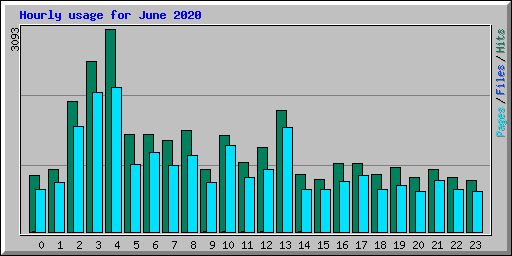 Hourly usage for June 2020
3093
Pages / Files / Hits
0 1 2 3 4 5 6 7 8 9 10 11 12 13 14 15 16 17 18 19 20 21 22 23